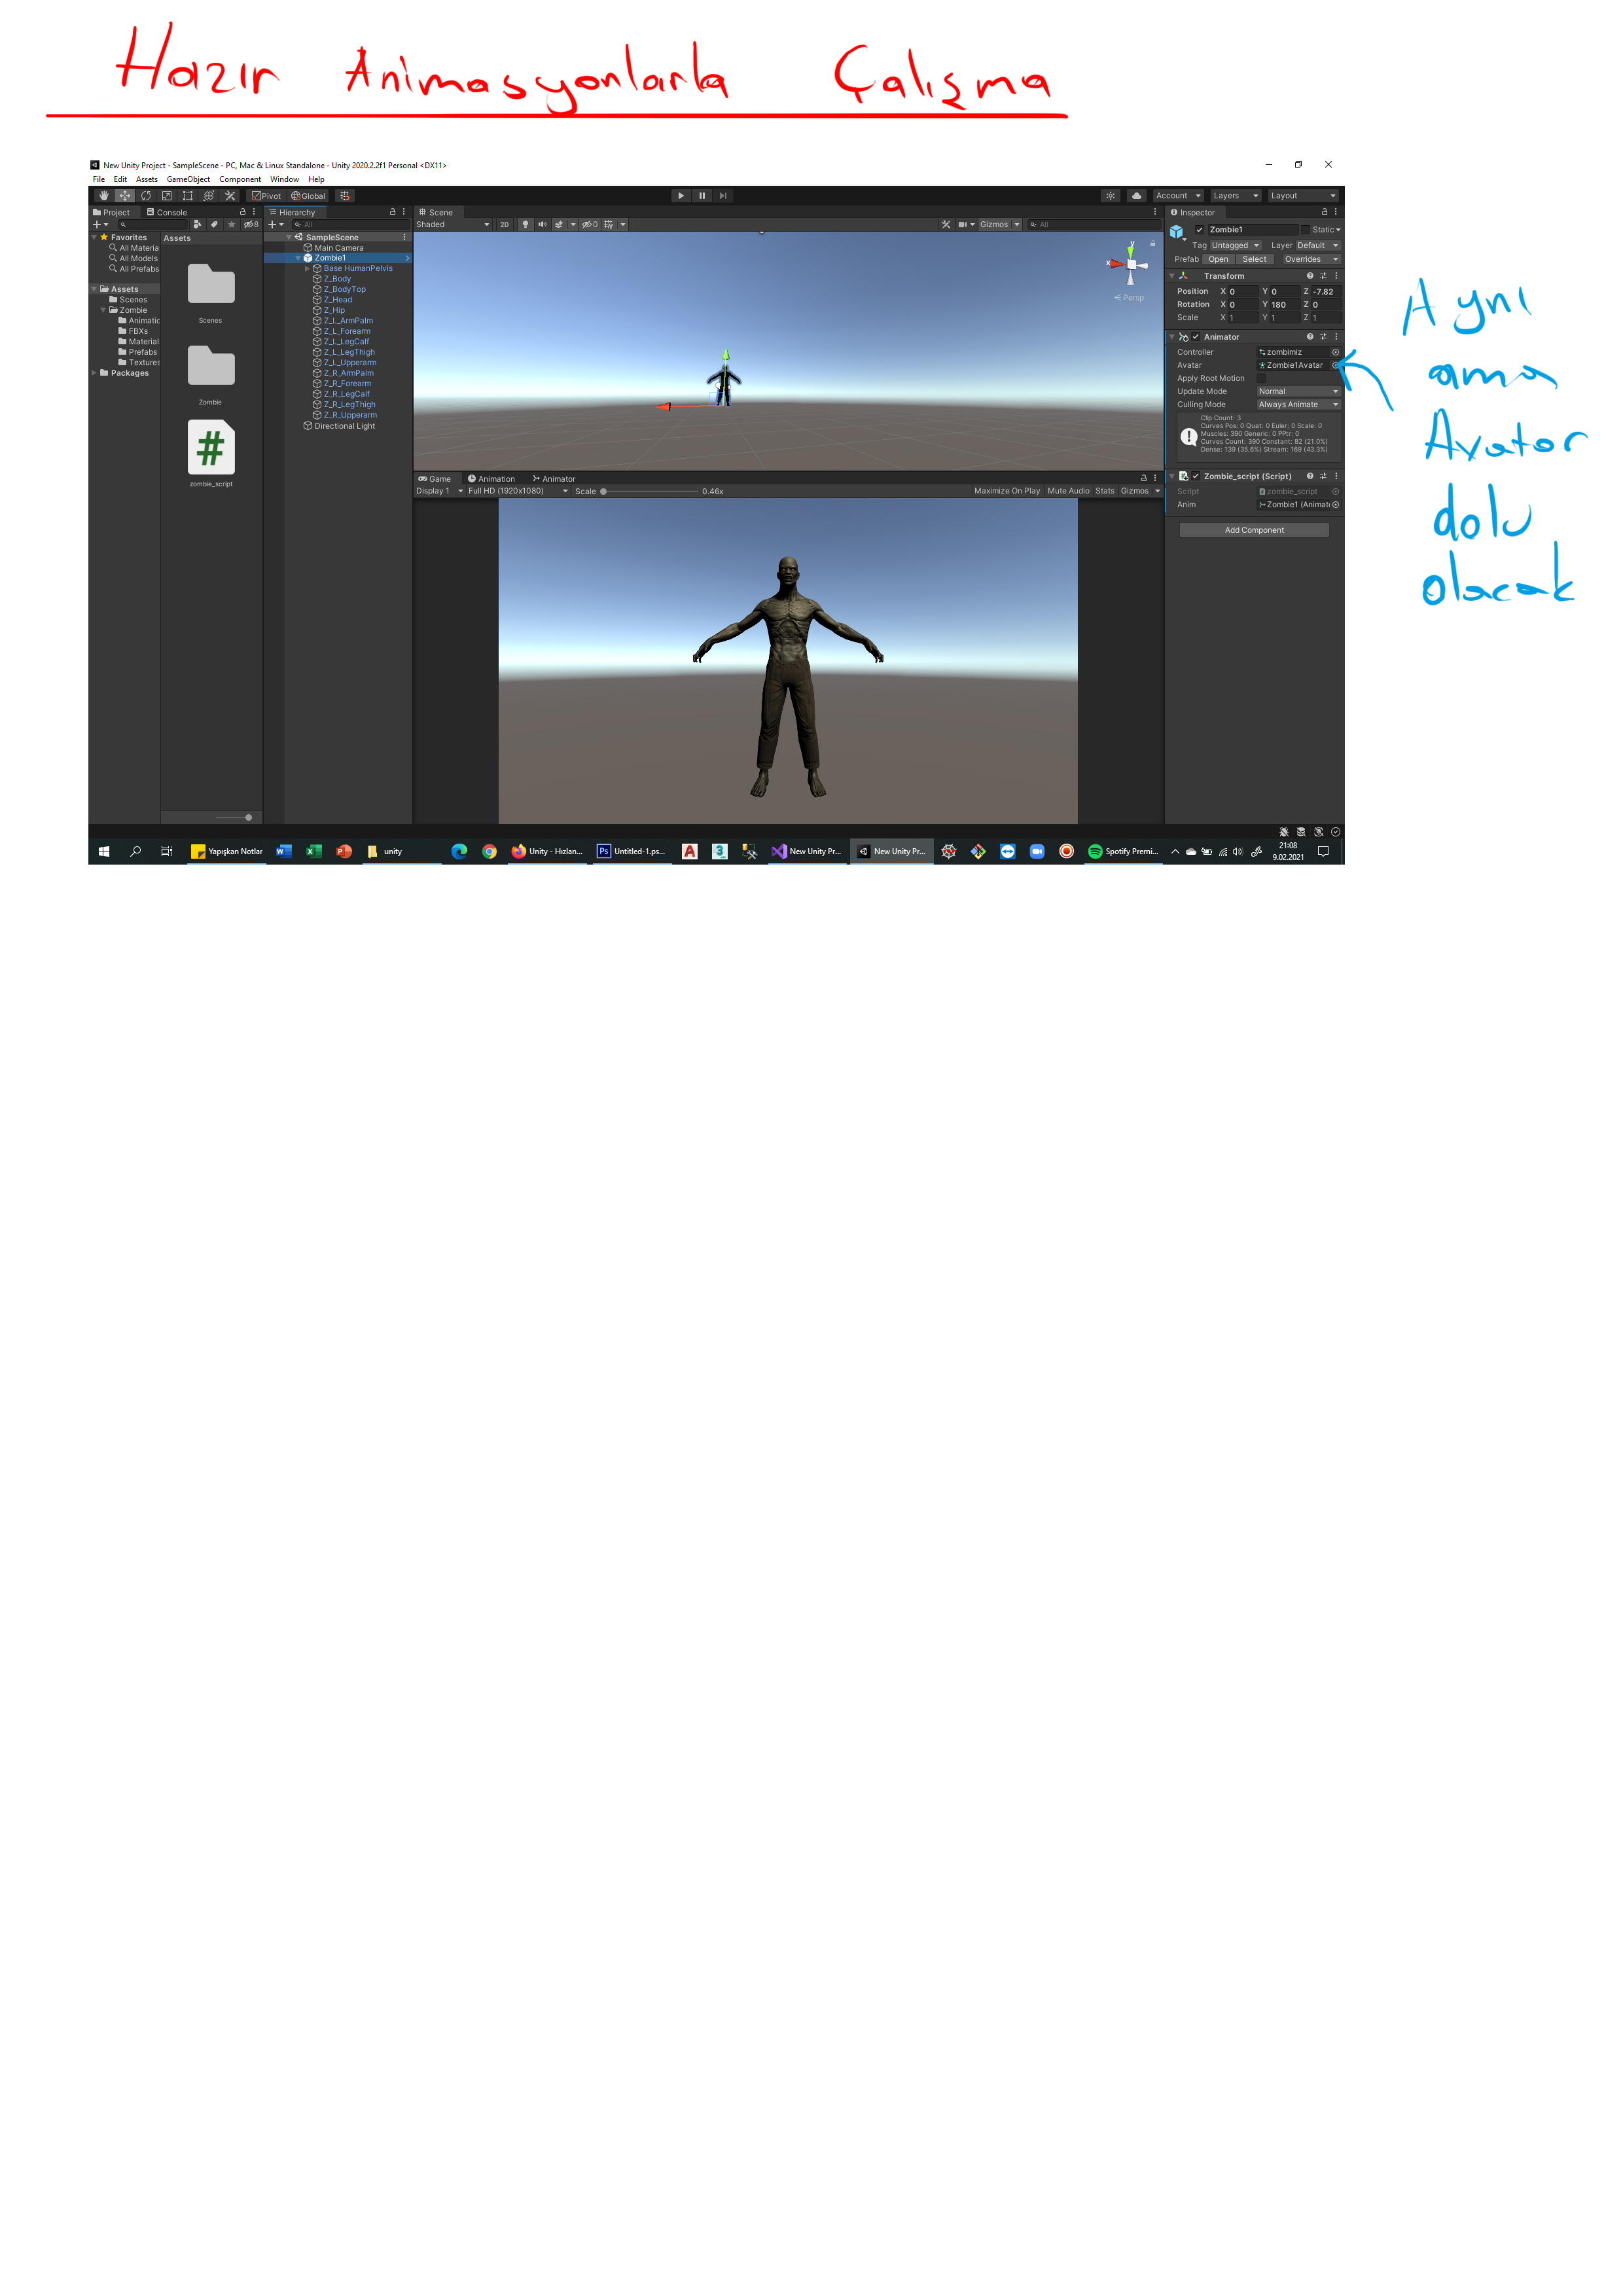 Hazır Animasyonlarla Çalışma
New Unity Project - SampleScene - PC, Mac & Linux Standalone - Unity 2020.2.2f1 Personal <DX11>
File Edit Assets GameObject Component Window Help
Pivot Global Account Layers Layout
Project Console
8
Favorites
All Materia
All Models
All Prefabs
Assets
Scenes
Zombie
Animatic
FBXs
Material
Prefabs
Textures
Packages
Assets
Scenes
Zombie
#
zombie_script
Hierarchy
All
SampleScene
Main Camera
Zombie1
Base HumanPelvis
Z_Body
Z_BodyTop
Z_Head
Z_Hip
Z_L_ArmPalm
Z_L_Forearm
Z_L_LegCalf
Z_L_LegThigh
Z_L_Upperarm
Z_R_ArmPalm
Z_R_Forearm
Z_R_LegCalf
Z_R_LegThigh
Z_R_Upperarm
Directional Light
Scene
Shaded 2D 0 Gizmos All
y
x
Persp
Game Animation Animator
Display 1 Full HD (1920x1080) Scale 0.46x Maximize On Play Mute Audio Stats Gizmos
Inspector
Zombie1 Static
Tag Untagged Layer Default
Prefab Open Select Overrides
Transform
Position X 0 Y 0 Z -7.82
Rotation X 0 Y 180 Z 0
Scale X 1 Y 1 Z 1
Animator
Controller zombimiz
Avatar Zombie1Avatar
Apply Root Motion
Update Mode Normal
Culling Mode Always Animate
Clip Count: 3
Curves Pos: 0 Quat: 0 Euler: 0 Scale: 0
Muscles: 390 Generic: 0 PPtr: 0
Curves Count: 390 Constant: 82 (21.0%)
Dense: 139 (35.6%) Stream: 169 (43.3%)
Zombie_script (Script)
Script zombie_script
Anim Zombie1 (Animat
Add Component
Aynı
ama
Avatar
dolu
olacak
Yapışkan Notlar unity Unity - Hızlan... Untitled-1.ps... New Unity Pr... New Unity Pr... Spotify Premi...
21:08
9.02.2021